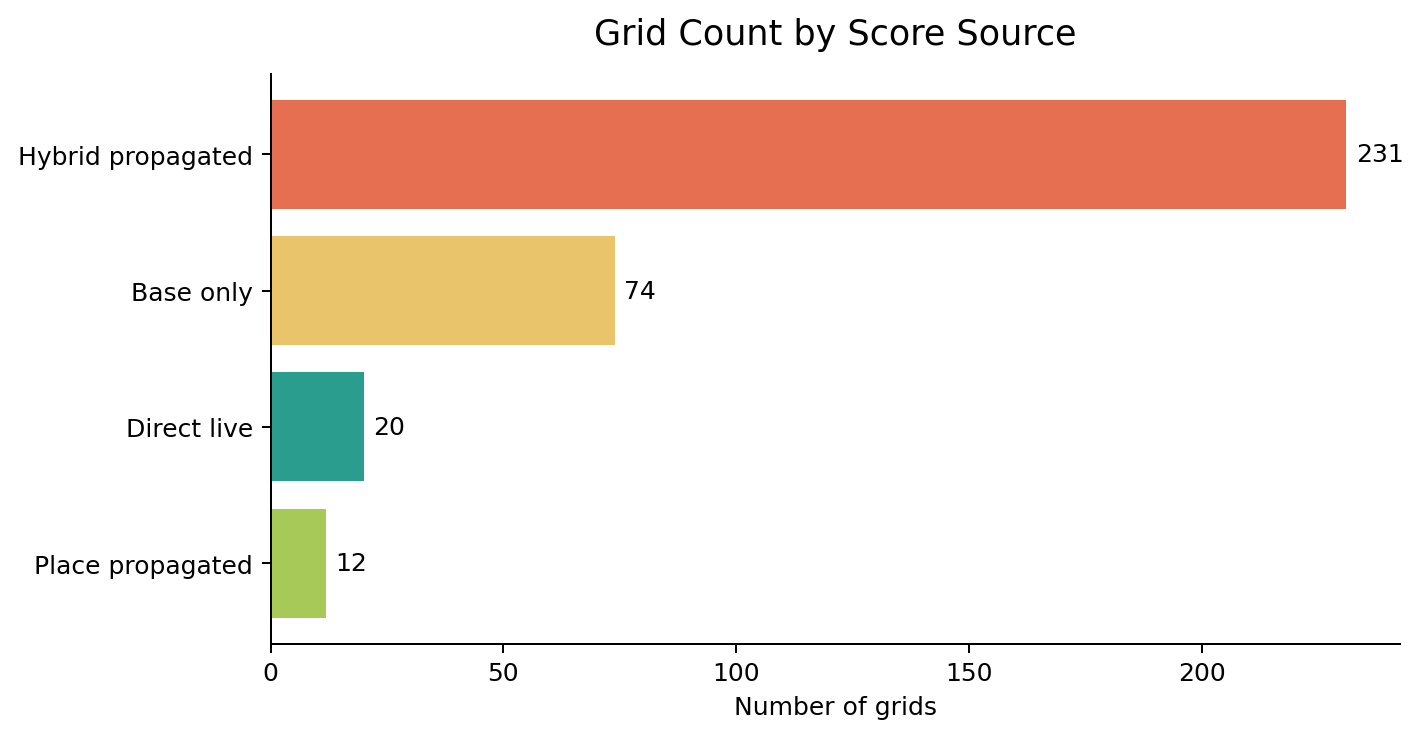 Grid Count by Score Source
Hybrid propagated 231
Base only 74
Direct live 20
Place propagated 12
0 50 100 150 200
Number of grids